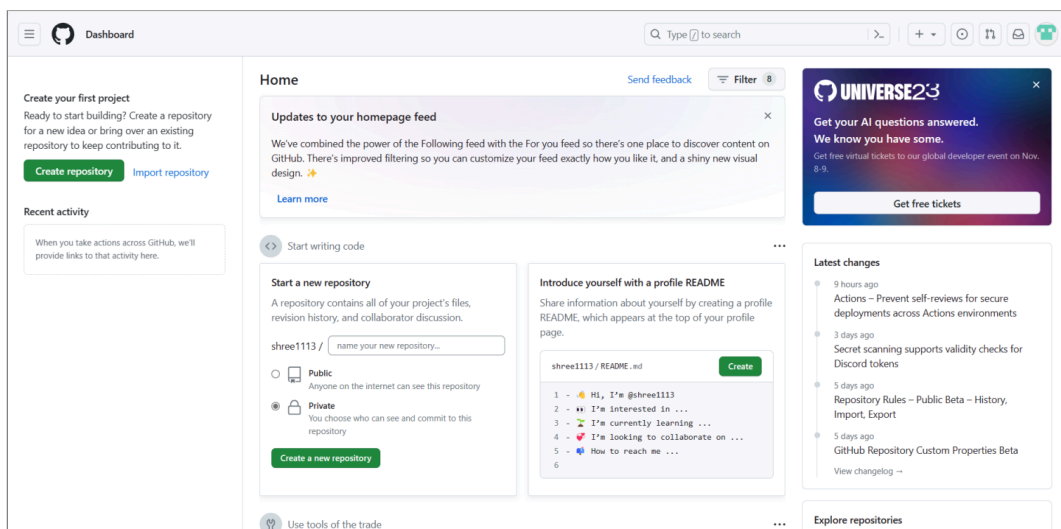 Dashboard
Type / to search
Create your first project
Ready to start building? Create a repository
for a new idea or bring over an existing
repository to keep contributing to it.
Create repository
Import repository
Recent activity
When you take actions across GitHub, we'll
provide links to that activity here.
Home
Send feedback
Filter 8
Updates to your homepage feed
We've combined the power of the Following feed with the For you feed so there's one place to discover content on
GitHub. There's improved filtering so you can customize your feed exactly how you like it, and a shiny new visual
design. ✨
Learn more
Start writing code
Start a new repository
A repository contains all of your project's files,
revision history, and collaborator discussion.
shree1113 / name your new repository...
Public
Anyone on the internet can see this repository
Private
You choose who can see and commit to this
repository
Create a new repository
Introduce yourself with a profile README
Share information about yourself by creating a profile
README, which appears at the top of your profile
page.
shree1113 / README.md
Create
1 - 👋 Hi, I'm @shree1113
2 - 👀 I'm interested in ...
3 - 🌱 I'm currently learning ...
4 - 💞️ I'm looking to collaborate on ...
5 - 📫 How to reach me ...
6
Use tools of the trade
UNIVERSE23
Get your AI questions answered.
We know you have some.
Get free virtual tickets to our global developer event on Nov.
8-9.
Get free tickets
Latest changes
9 hours ago
Actions – Prevent self-reviews for secure
deployments across Actions environments
3 days ago
Secret scanning supports validity checks for
Discord tokens
5 days ago
Repository Rules – Public Beta – History,
Import, Export
5 days ago
GitHub Repository Custom Properties Beta
View changelog →
Explore repositories